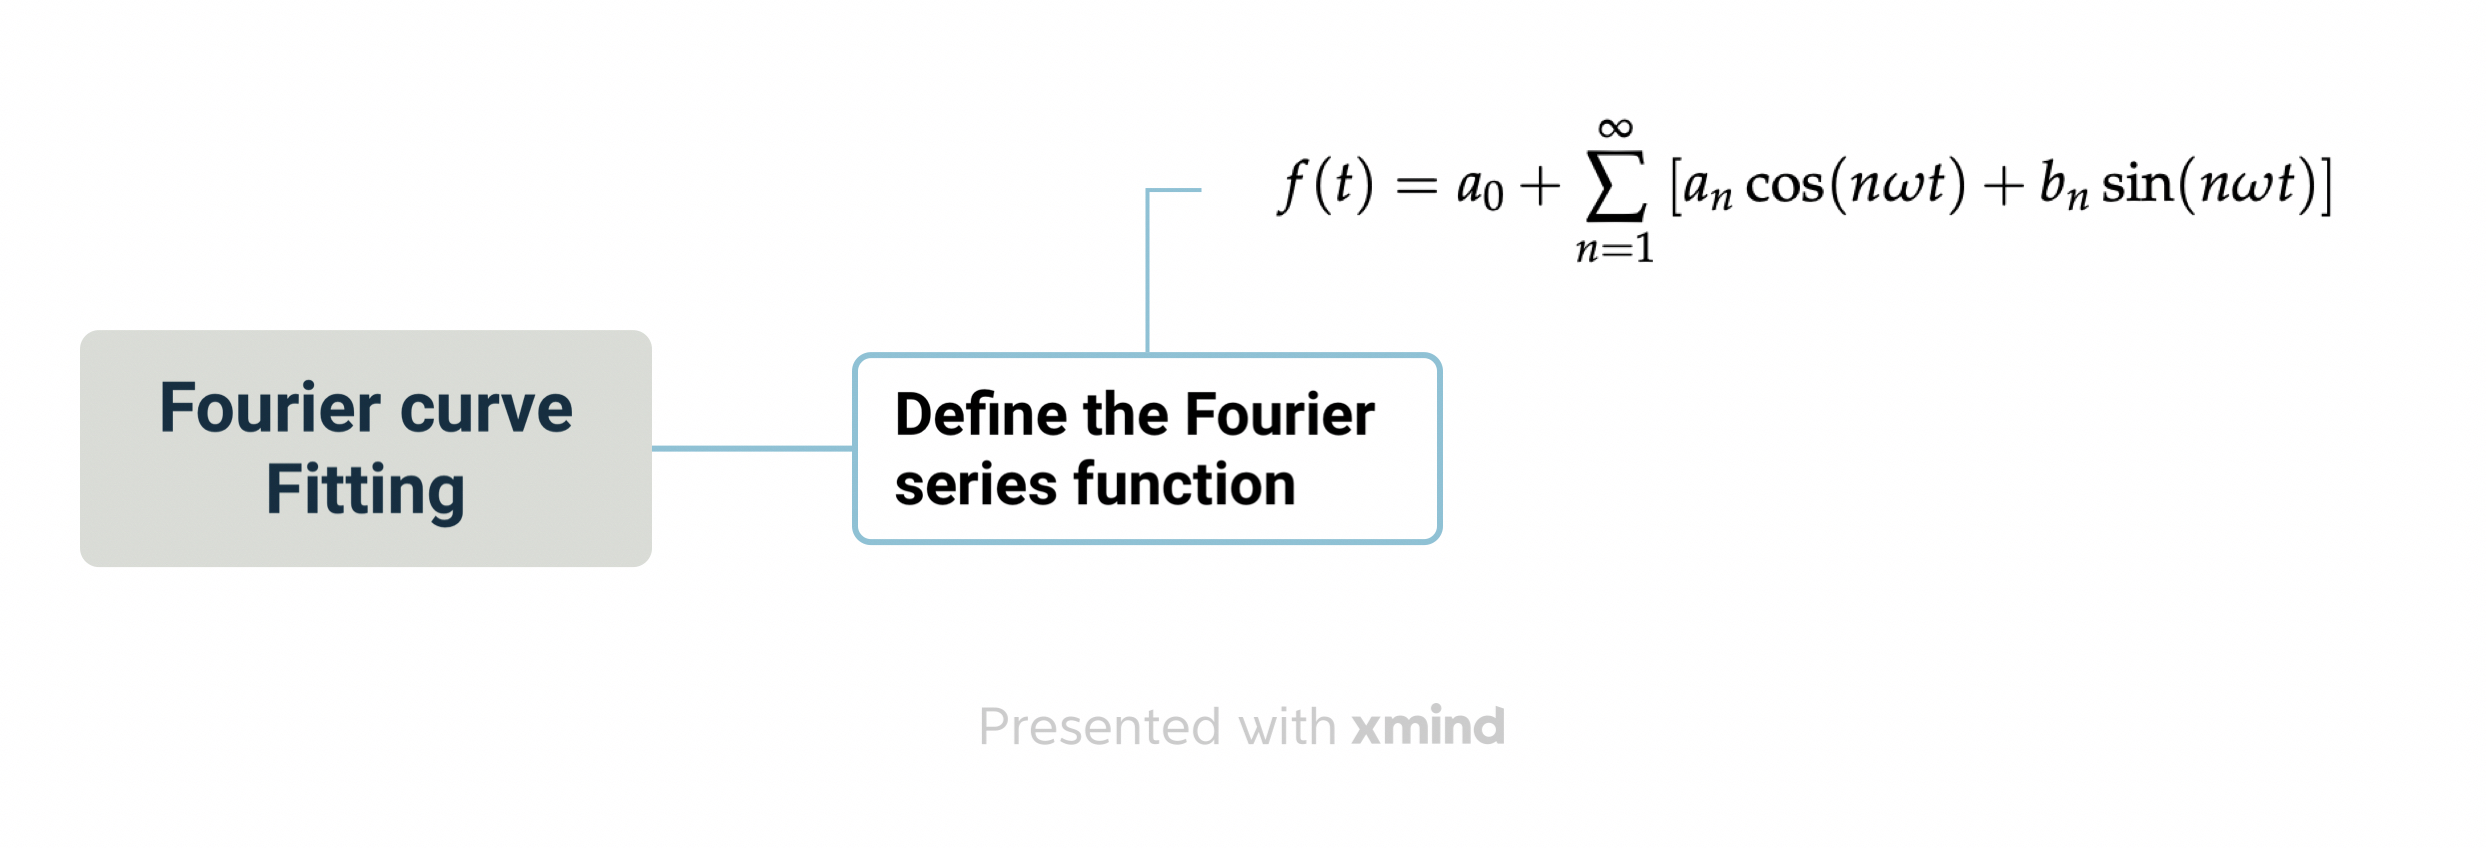 f(t) = a₀ + ∑_{n=1}^{∞} [aₙ cos(nωt) + bₙ sin(nωt)]
Fourier curve
Fitting
Define the Fourier
series function
Presented with xmind